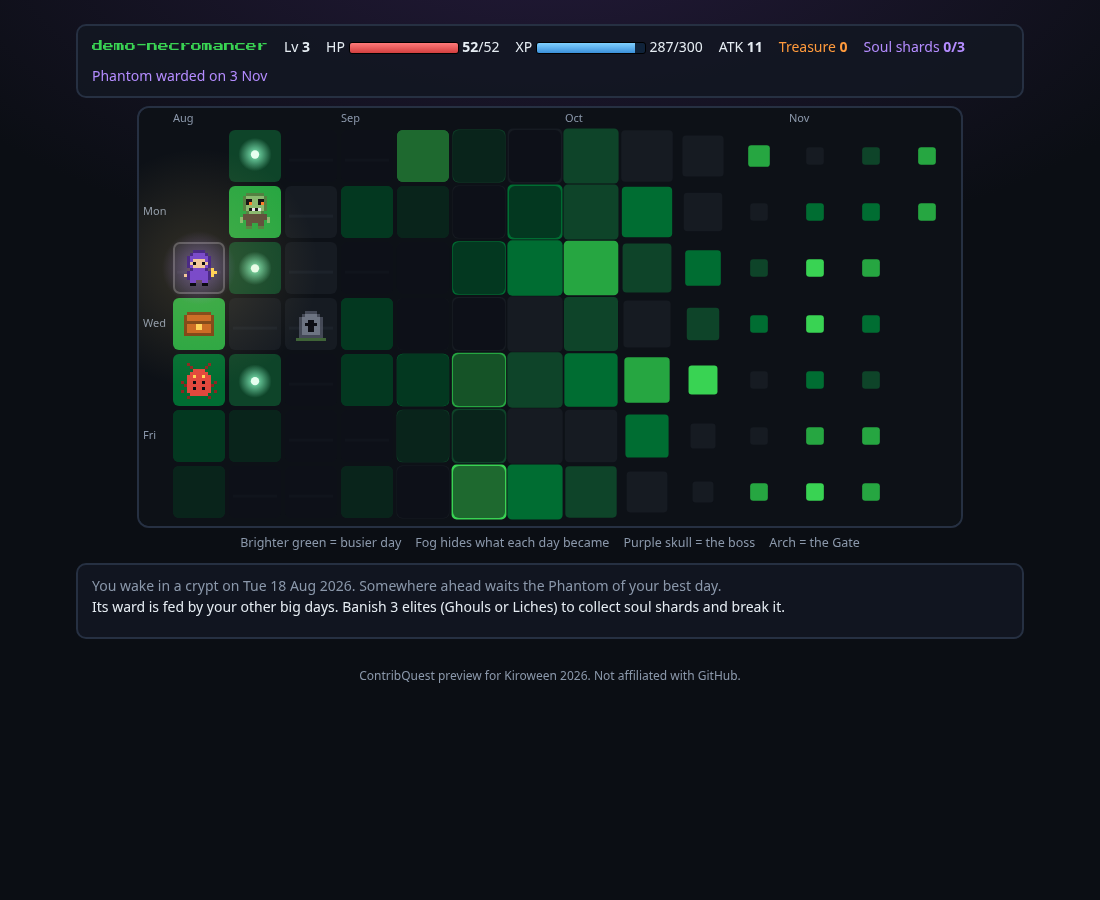 demo-necromancer Lv 3 HP 52/52 XP 287/300 ATK 11 Treasure 0 Soul shards 0/3
Phantom warded on 3 Nov
Aug Sep Oct Nov
Mon
Wed
Fri
Brighter green = busier day Fog hides what each day became Purple skull = the boss Arch = the Gate
You wake in a crypt on Tue 18 Aug 2026. Somewhere ahead waits the Phantom of your best day.
Its ward is fed by your other big days. Banish 3 elites (Ghouls or Liches) to collect soul shards and break it.
ContribQuest preview for Kiroween 2026. Not affiliated with GitHub.